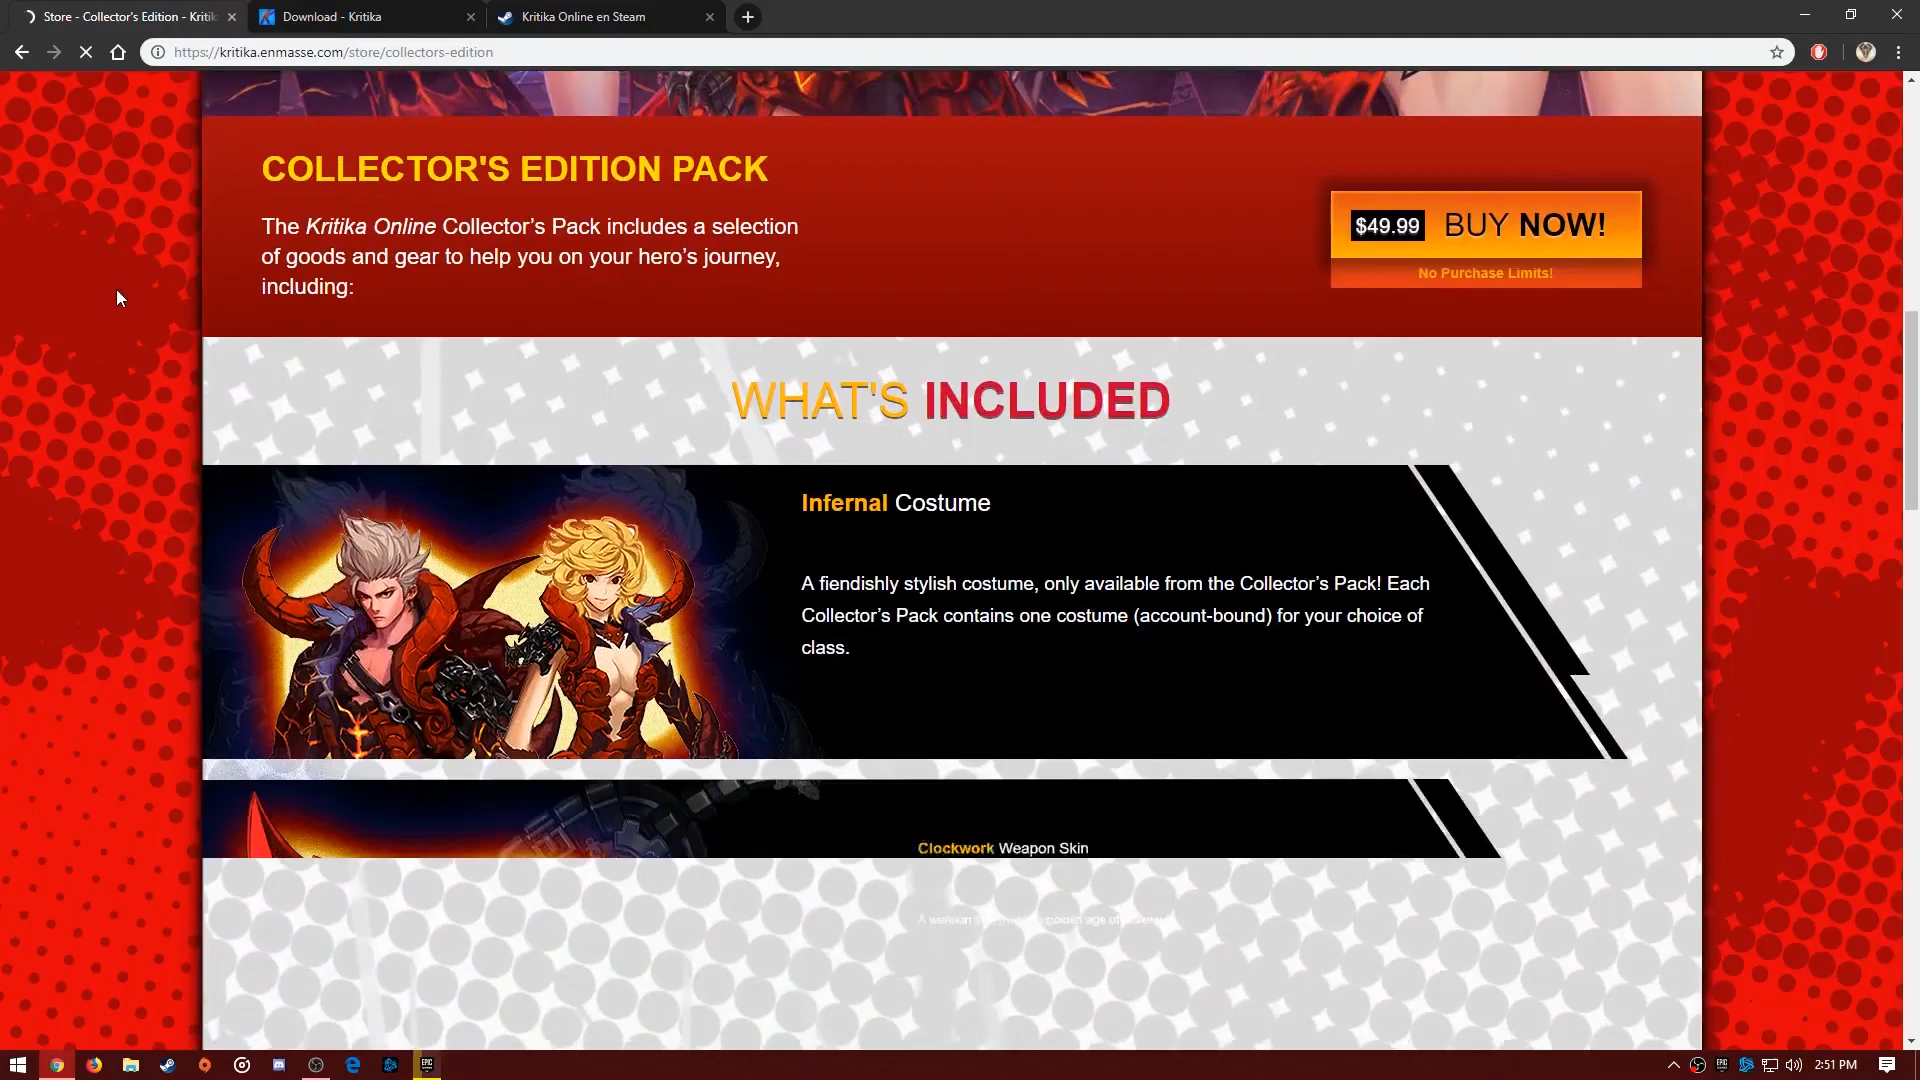 Store - Collector's Edition - Kritik
Download - Kritika
Kritika Online en Steam
https://kritika.enmasse.com/store/collectors-edition
COLLECTOR'S EDITION PACK
The Kritika Online Collector’s Pack includes a selection
of goods and gear to help you on your hero’s journey,
including:
$49.99 BUY NOW!
No Purchase Limits!
WHAT'S INCLUDED
Infernal Costume
A fiendishly stylish costume, only available from the Collector’s Pack! Each
Collector’s Pack contains one costume (account-bound) for your choice of
class.
Clockwork Weapon Skin
EPIC
EPIC
2:51 PM